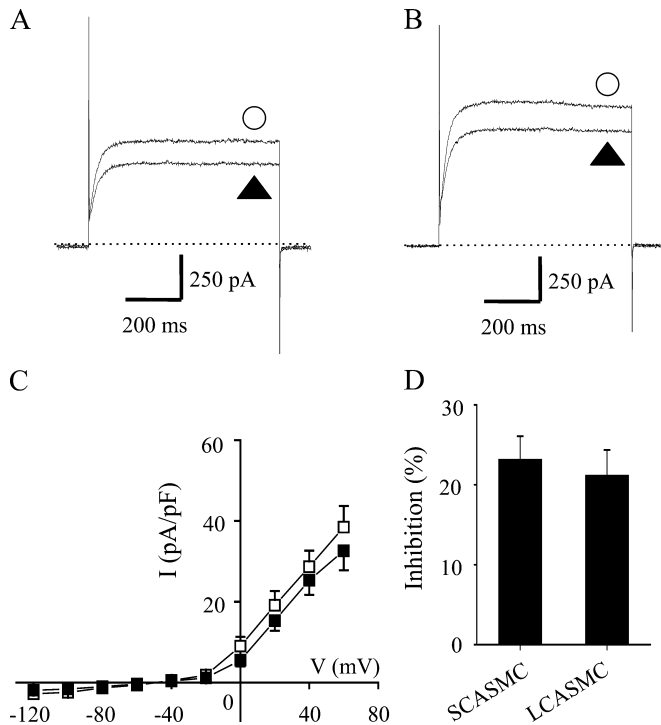 A
B
250 pA
200 ms
250 pA
200 ms
C
D
I (pA/pF)
60
40
20
-120
-80
-40
0
40
80
V (mV)
Inhibition (%)
30
20
10
0
SCASMC
LCASMC